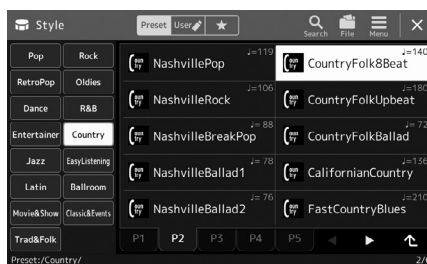 Style
Preset User ★ Search File Menu ×
Pop Rock
RetroPop Oldies
Dance R&B
Entertainer Country
Jazz EasyListening
Latin Ballroom
Movie&Show Classic&Events
Trad&Folk
♩=119
NashvillePop
♩=140
CountryFolk8Beat
♩=106
NashvilleRock
♩=180
CountryFolkUpbeat
♩= 88
NashvilleBreakPop
♩= 72
CountryFolkBallad
♩= 78
NashvilleBallad1
♩=136
CalifornianCountry
♩= 76
NashvilleBallad2
♩=210
FastCountryBlues
P1 P2 P3 P4 P5
Preset:/Country/